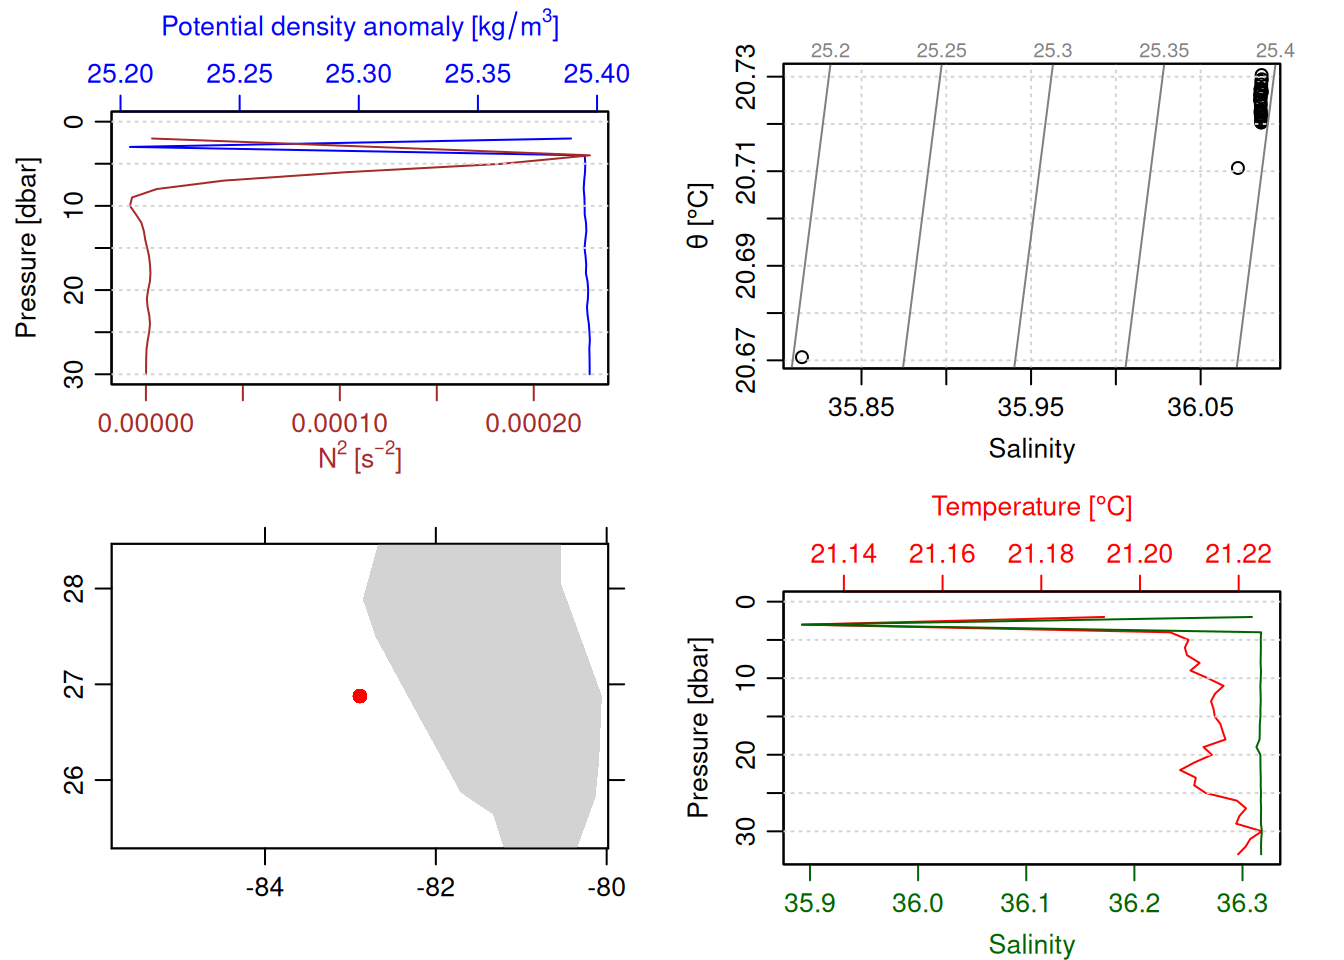 Potential density anomaly [kg/m³]
25.20 25.25 25.30 25.35 25.40
0
10
20
30
Pressure [dbar]
0.00000 0.00010 0.00020
N² [s⁻²]
25.2 25.25 25.3 25.35 25.4
20.73
20.71
20.69
20.67
θ [°C]
35.85 35.95 36.05
Salinity
28
27
26
-84 -82 -80
Temperature [°C]
21.14 21.16 21.18 21.20 21.22
0
10
20
30
Pressure [dbar]
35.9 36.0 36.1 36.2 36.3
Salinity